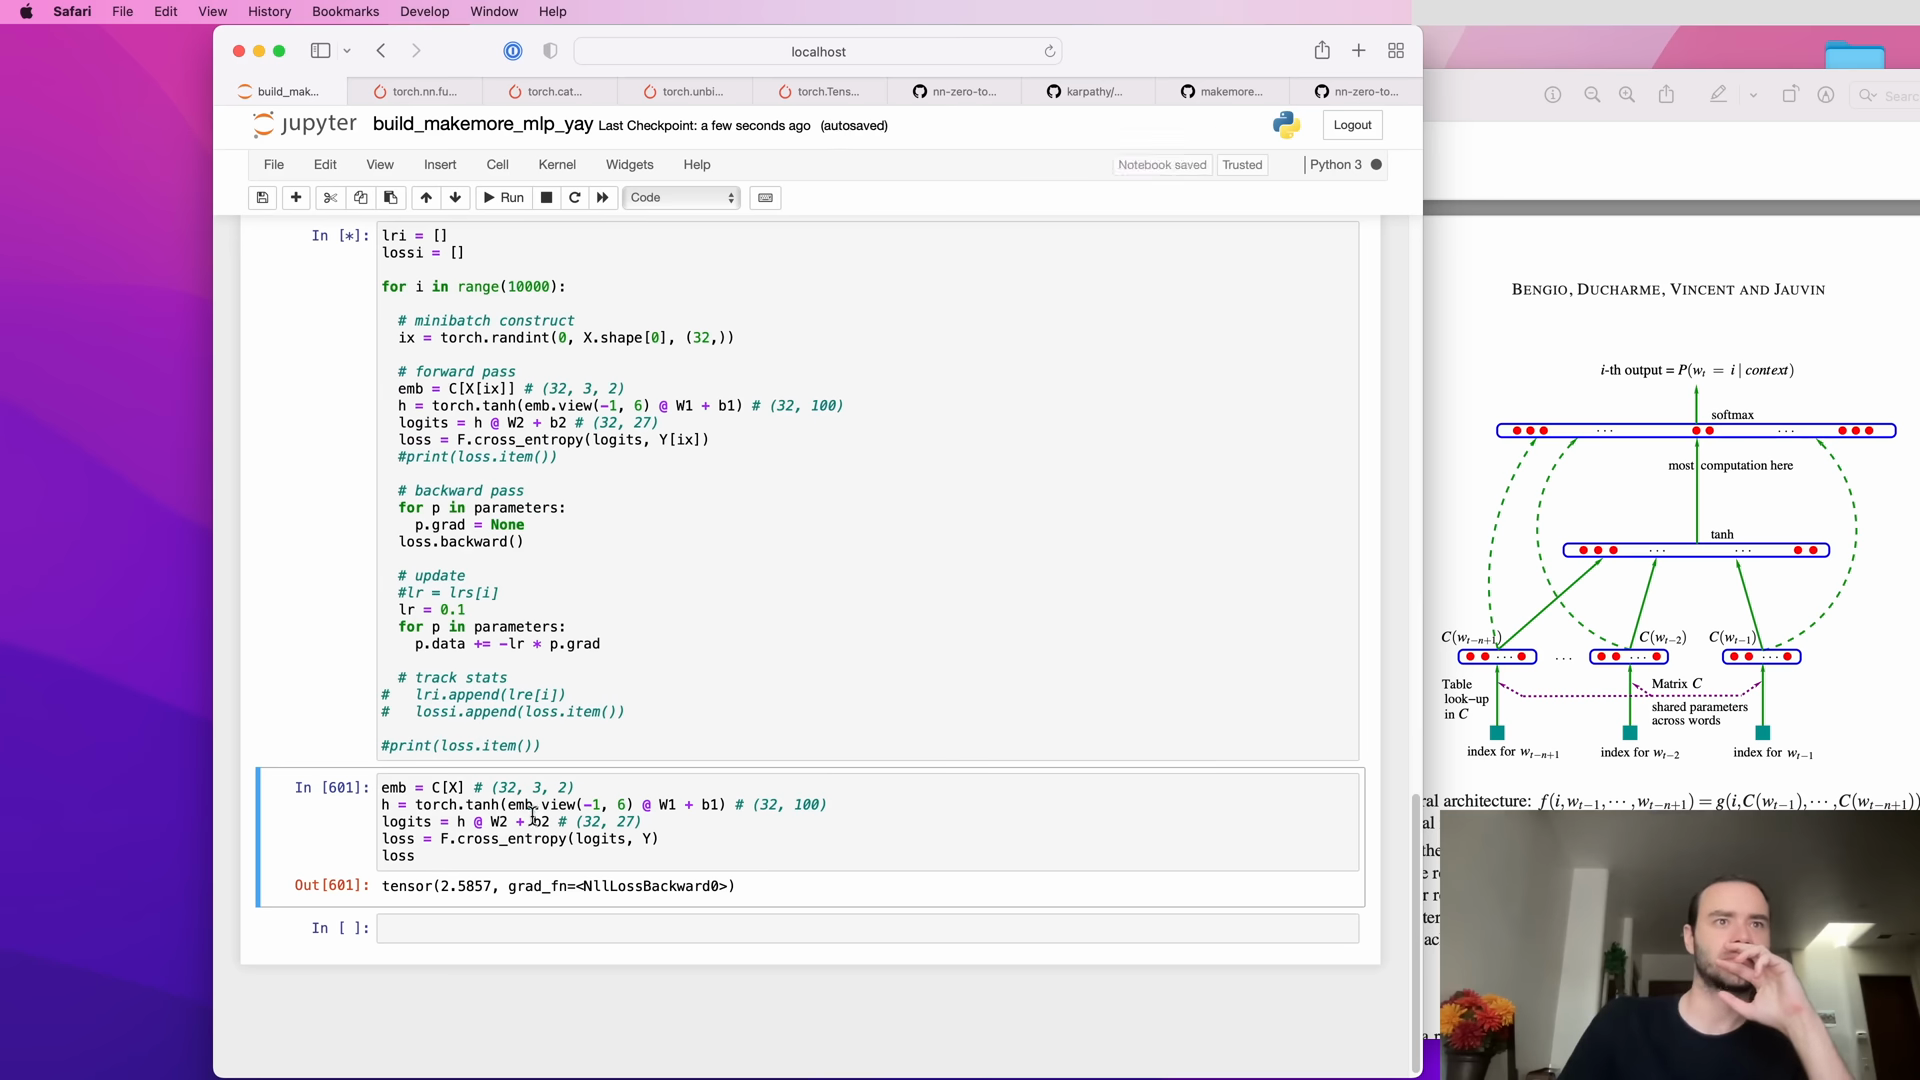 Safari File Edit View History Bookmarks Develop Window Help
localhost
build_mak... torch.nn.fu... torch.cat... torch.unbi... torch.Tens... nn-zero-to... karpathy/... makemore... nn-zero-to...
jupyter build_makemore_mlp_yay Last Checkpoint: a few seconds ago (autosaved) Logout
File Edit View Insert Cell Kernel Widgets Help Notebook saved Trusted Python 3
Run Code
In [*]: lri = []
lossi = []
for i in range(10000):
# minibatch construct
ix = torch.randint(0, X.shape[0], (32,))
# forward pass
emb = C[X[ix]] # (32, 3, 2)
h = torch.tanh(emb.view(-1, 6) @ W1 + b1) # (32, 100)
logits = h @ W2 + b2 # (32, 27)
loss = F.cross_entropy(logits, Y[ix])
#print(loss.item())
# backward pass
for p in parameters:
p.grad = None
loss.backward()
# update
#lr = lrs[i]
lr = 0.1
for p in parameters:
p.data += -lr * p.grad
# track stats
# lri.append(lre[i])
# lossi.append(loss.item())
#print(loss.item())
In [601]: emb = C[X] # (32, 3, 2)
h = torch.tanh(emb.view(-1, 6) @ W1 + b1) # (32, 100)
logits = h @ W2 + b2 # (32, 27)
loss = F.cross_entropy(logits, Y)
loss
Out[601]: tensor(2.5857, grad_fn=<NllLossBackward0>)
In [ ]:
Search
BENGIO, DUCHARME, VINCENT AND JAUVIN
i-th output = P(w_t = i | context)
softmax
. . . . . .
most computation here
tanh
. . . . . .
C(w_{t−n+1}) C(w_{t−2}) C(w_{t−1})
. . . . . . . . . . . .
Table
look−up
in C
Matrix C
shared parameters
across words
index for w_{t−n+1} index for w_{t−2} index for w_{t−1}
ral architecture: f(i, w_{t−1}, ⋯, w_{t−n+1}) = g(i, C(w_{t−1}), ⋯, C(w_{t−n+1}))
al
the